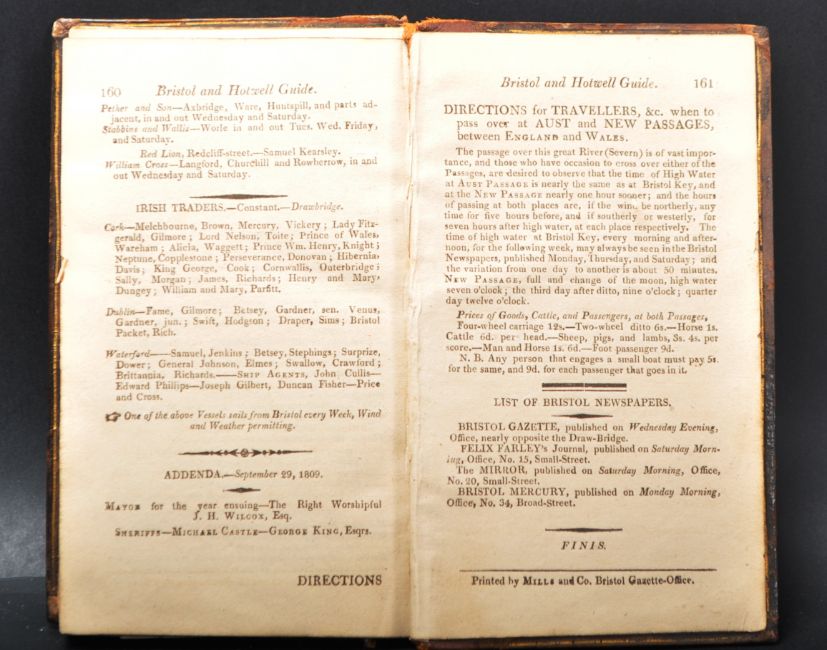 160 Bristol and Hotwell Guide.
Pether and Son—Axbridge, Ware, Huntspill, and parts ad-
jacent, in and out Wednesday and Saturday.
Stabbins and Wallis—Worle in and out Tues. Wed. Friday,
and Saturday.
Red Lion, Redcliff-street.—Samuel Kearsley.
William Cross—Langford, Churchill and Rowberrow, in and
out Wednesday and Saturday.
IRISH TRADERS.—Constant.—Drawbridge.
Cork—Melchbourne, Brown, Mercury, Vickery; Lady Fitz-
gerald, Gilmore; Lord Nelson, Toite; Prince of Wales,
Wareham; Alicia, Waggett; Prince Wm. Henry, Knight;
Neptune, Copplestone; Perseverance, Donovan; Hibernia,
Davis; King George, Cook; Cornwallis, Outerbridge;
Sally, Morgan; James, Richards; Henry and Mary,
Dungey; William and Mary, Parfitt.
Dublin—Fame, Gilmore; Betsey, Gardner, sen. Venus,
Gardner, jun.; Swift, Hodgson; Draper, Sims; Bristol
Packet, Rich.
Waterford—Samuel, Jenkins; Betsey, Stephings; Surprize,
Dower; General Johnson, Elmes; Swallow, Crawford;
Brittannia, Richards.—SHIP AGENTS, John Cullis—
Edward Phillips—Joseph Gilbert, Duncan Fisher—Price
and Cross.
☞ One of the above Vessels sails from Bristol every Week, Wind
and Weather permitting.
ADDENDA.—September 29, 1809.
MAYOR for the year ensuing—The Right Worshipful
J. H. WILCOX, Esq.
SHERIFFS—MICHAEL CASTLE—GEORGE KING, Esqrs.
DIRECTIONS
Bristol and Hotwell Guide. 161
DIRECTIONS for TRAVELLERS, &c. when to
pass over at AUST and NEW PASSAGES,
between ENGLAND and WALES.
The passage over this great River (Severn) is of vast impor-
tance, and those who have occasion to cross over either of the
Passages, are desired to observe that the time of High Water
at AUST PASSAGE is nearly the same as at Bristol Key, and
at the NEW PASSAGE nearly one hour sooner; and the hours
of passing at both places are, if the win. be northerly, any
time for five hours before, and if southerly or westerly, for
seven hours after high water, at each place respectively. The
time of high water at Bristol Key, every morning and after-
noon, for the following week, may always be seen in the Bristol
Newspapers, published Monday, Thursday, and Saturday; and
the variation from one day to another is about 50 minutes.
NEW PASSAGE, full and change of the moon, high water
seven o'clock; the third day after ditto, nine o'clock; quarter
day twelve o'clock.
Prices of Goods, Cattle, and Passengers, at both Passages,
Four-wheel carriage 12s.—Two-wheel ditto 6s.—Horse 1s.
Cattle 6d. per head.—Sheep, pigs, and lambs, 3s. 4s. per
score.—Man and Horse 1s. 6d.—Foot passenger 9d.
N. B. Any person that engages a small boat must pay 5s.
for the same, and 9d. for each passenger that goes in it.
LIST OF BRISTOL NEWSPAPERS.
BRISTOL GAZETTE, published on Wednesday Evening,
Office, nearly opposite the Draw-Bridge.
FELIX FARLEY's Journal, published on Saturday Morn-
ing, Office, No. 15, Small-Street.
The MIRROR, published on Saturday Morning, Office,
No. 20, Small-Street.
BRISTOL MERCURY, published on Monday Morning,
Office, No. 34, Broad-Street.
FINIS.
Printed by MILLS and Co. Bristol Gazette-Office.